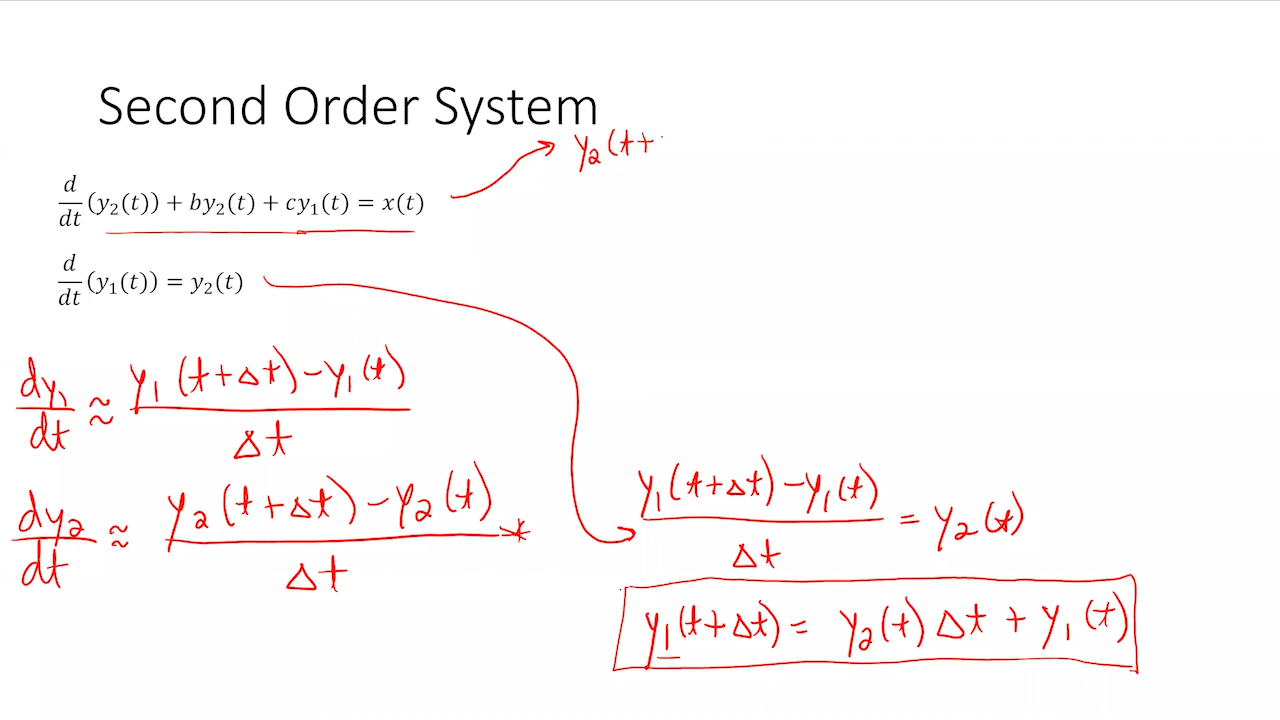 Second Order System
y₂(t+
d/dt (y₂(t)) + by₂(t) + cy₁(t) = x(t)
d/dt (y₁(t)) = y₂(t)
dy₁/dt ≈ (y₁(t+Δt) − y₁(t))/Δt
dy₂/dt ≈ (y₂(t+Δt) − y₂(t))/Δt *
(y₁(t+Δt) − y₁(t))/Δt = y₂(t)
y₁(t+Δt) = y₂(t) Δt + y₁(t)